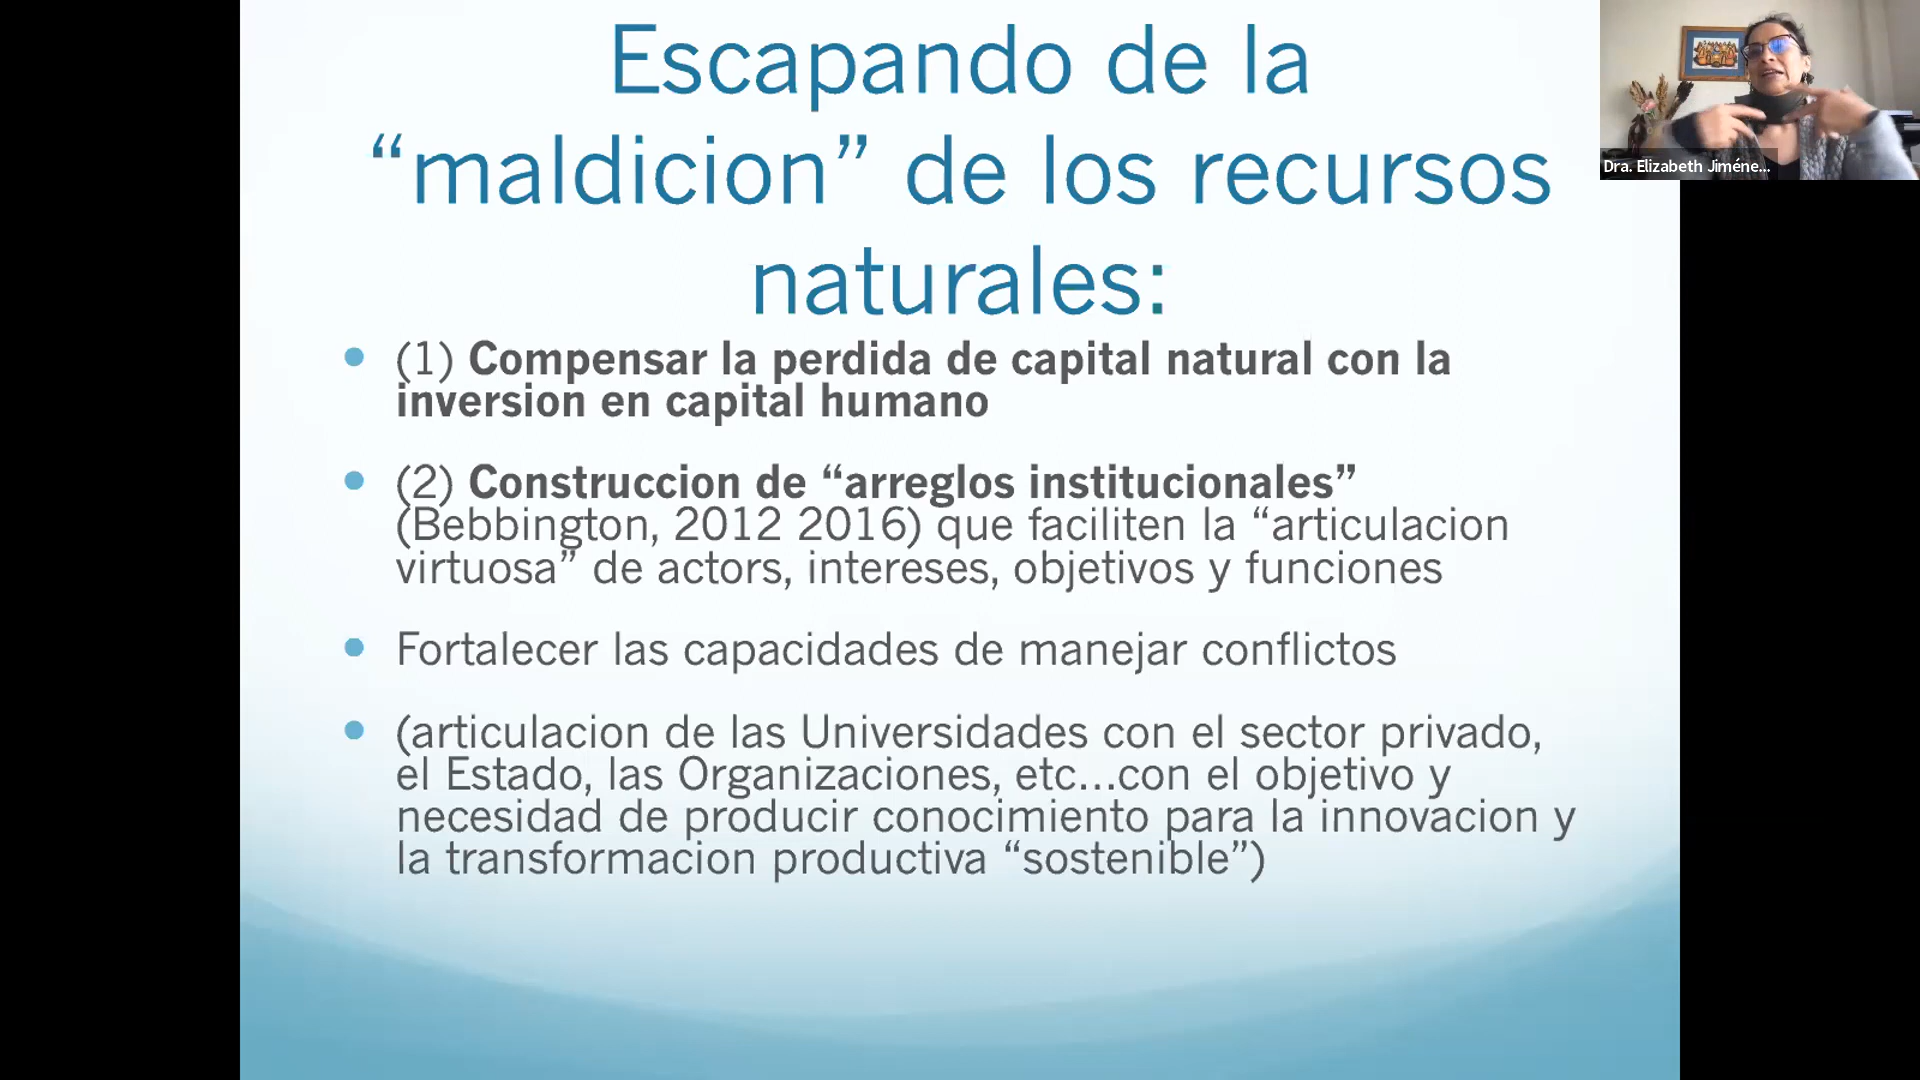 Escapando de la
“maldicion” de los recursos
naturales:
• (1) Compensar la perdida de capital natural con la
inversion en capital humano
• (2) Construccion de “arreglos institucionales”
(Bebbington, 2012 2016) que faciliten la “articulacion
virtuosa” de actors, intereses, objetivos y funciones
• Fortalecer las capacidades de manejar conflictos
• (articulacion de las Universidades con el sector privado,
el Estado, las Organizaciones, etc...con el objetivo y
necesidad de producir conocimiento para la innovacion y
la transformacion productiva “sostenible”)
Dra. Elizabeth Jiméne...